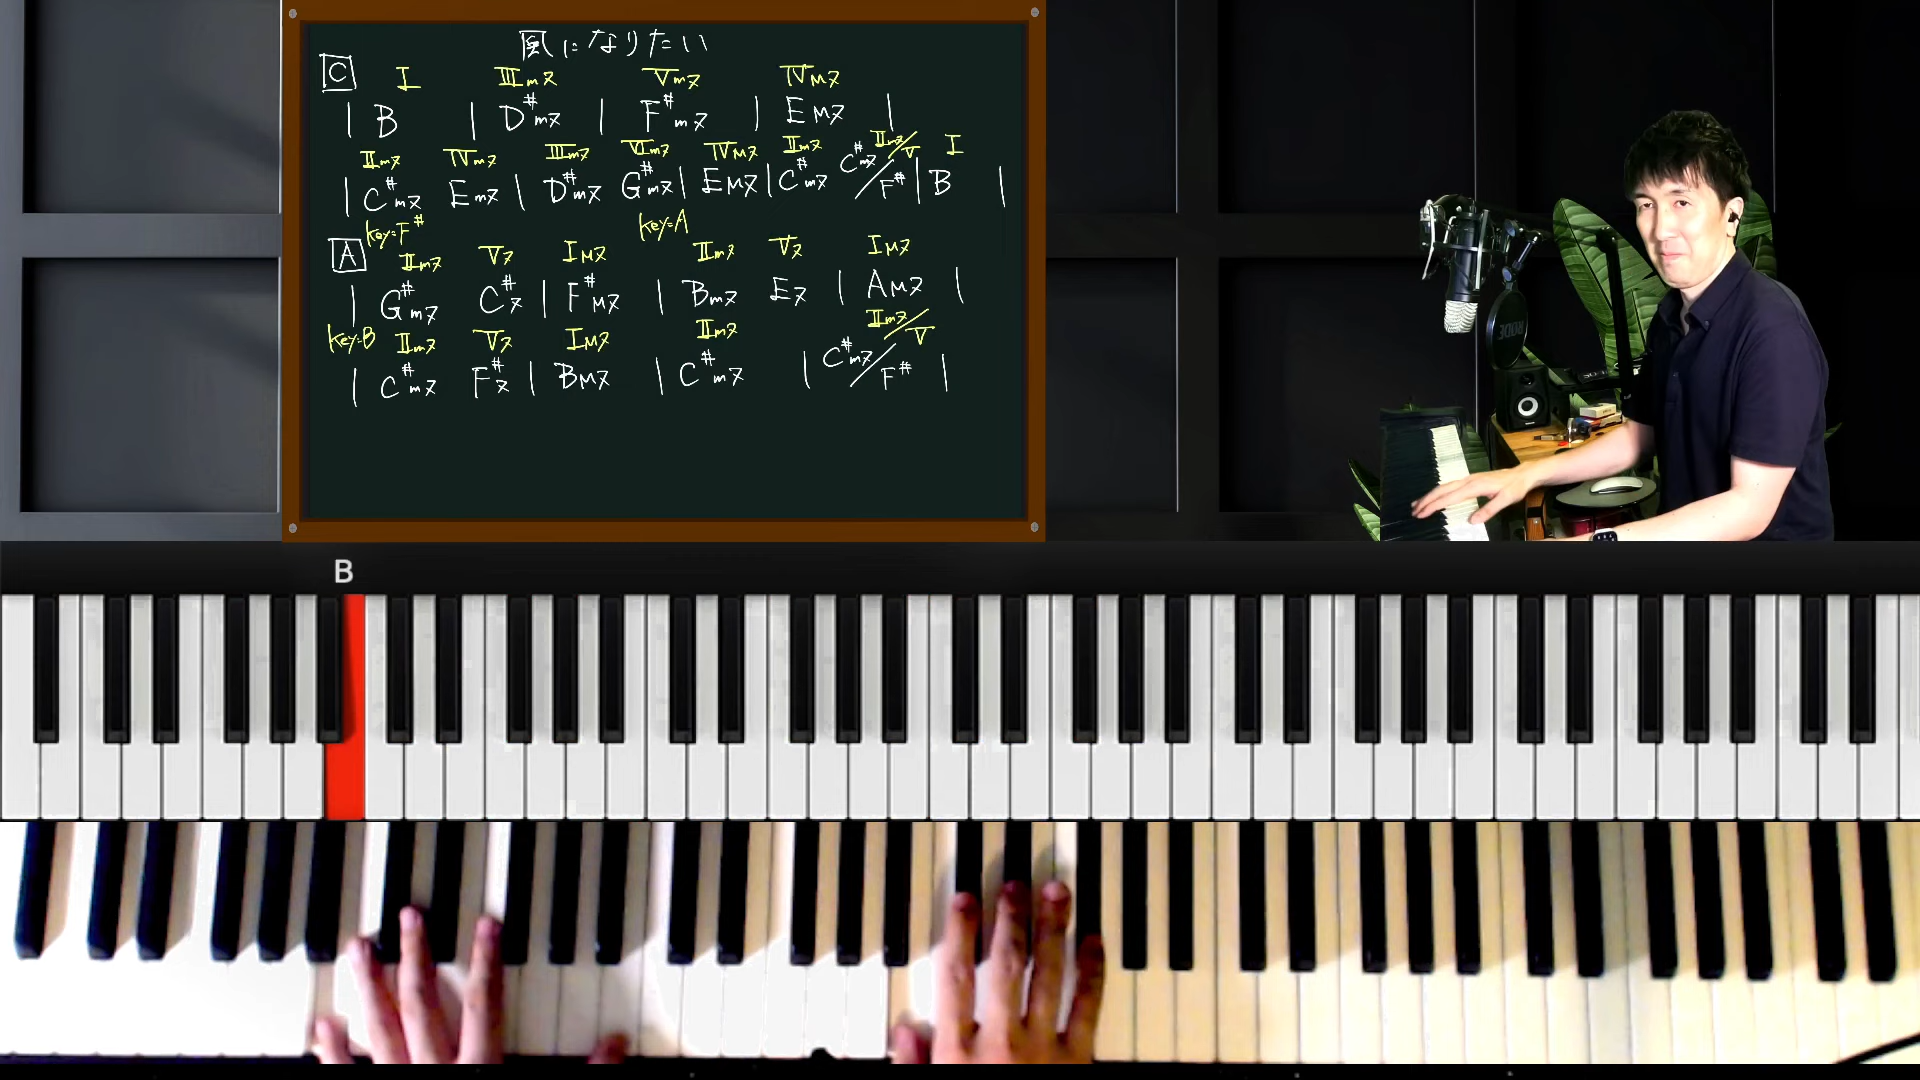 風になりたい
C I IIIm7 Vm7 IVM7
| B | D#m7 | F#m7 | EM7 |
IIm7 IVm7 IIIm7 VIm7 IVM7 IIm7 IIm7/V I
| C#m7 Em7 | D#m7 G#m7 | EM7 | C#m7 C#m7/F# | B |
key=F# key=A
A IIm7 V7 IM7 IIm7 V7 IM7
| G#m7 C#7 | F#M7 | Bm7 E7 | AM7 |
key=B IIm7 V7 IM7 IIm7 IIm7/V
| C#m7 F#7 | BM7 | C#m7 | C#m7/F# |
RODE
B